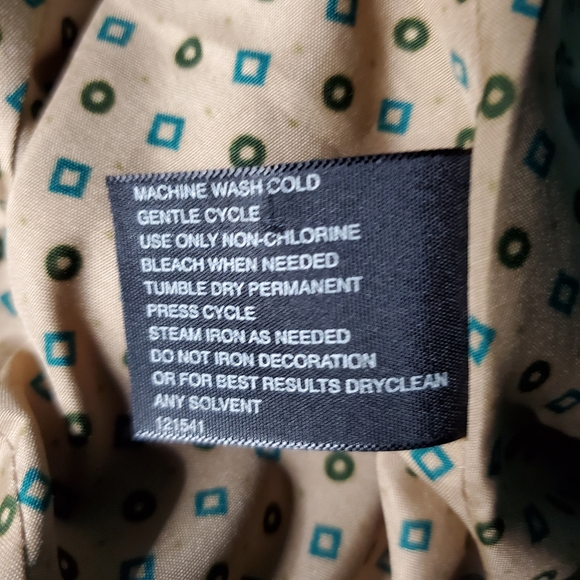 MACHINE WASH COLD
GENTLE CYCLE
USE ONLY NON-CHLORINE
BLEACH WHEN NEEDED
TUMBLE DRY PERMANENT
PRESS CYCLE
STEAM IRON AS NEEDED
DO NOT IRON DECORATION
OR FOR BEST RESULTS DRYCLEAN
ANY SOLVENT
121541